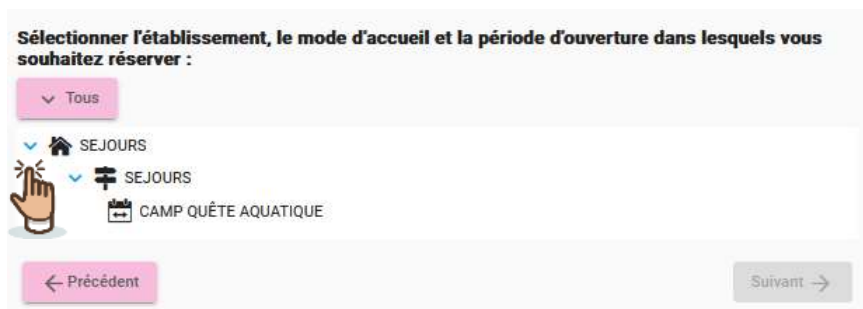 Sélectionner l'établissement, le mode d'accueil et la période d'ouverture dans lesquels vous
souhaitez réserver :
Tous
SEJOURS
SEJOURS
CAMP QUÊTE AQUATIQUE
Précédent
Suivant